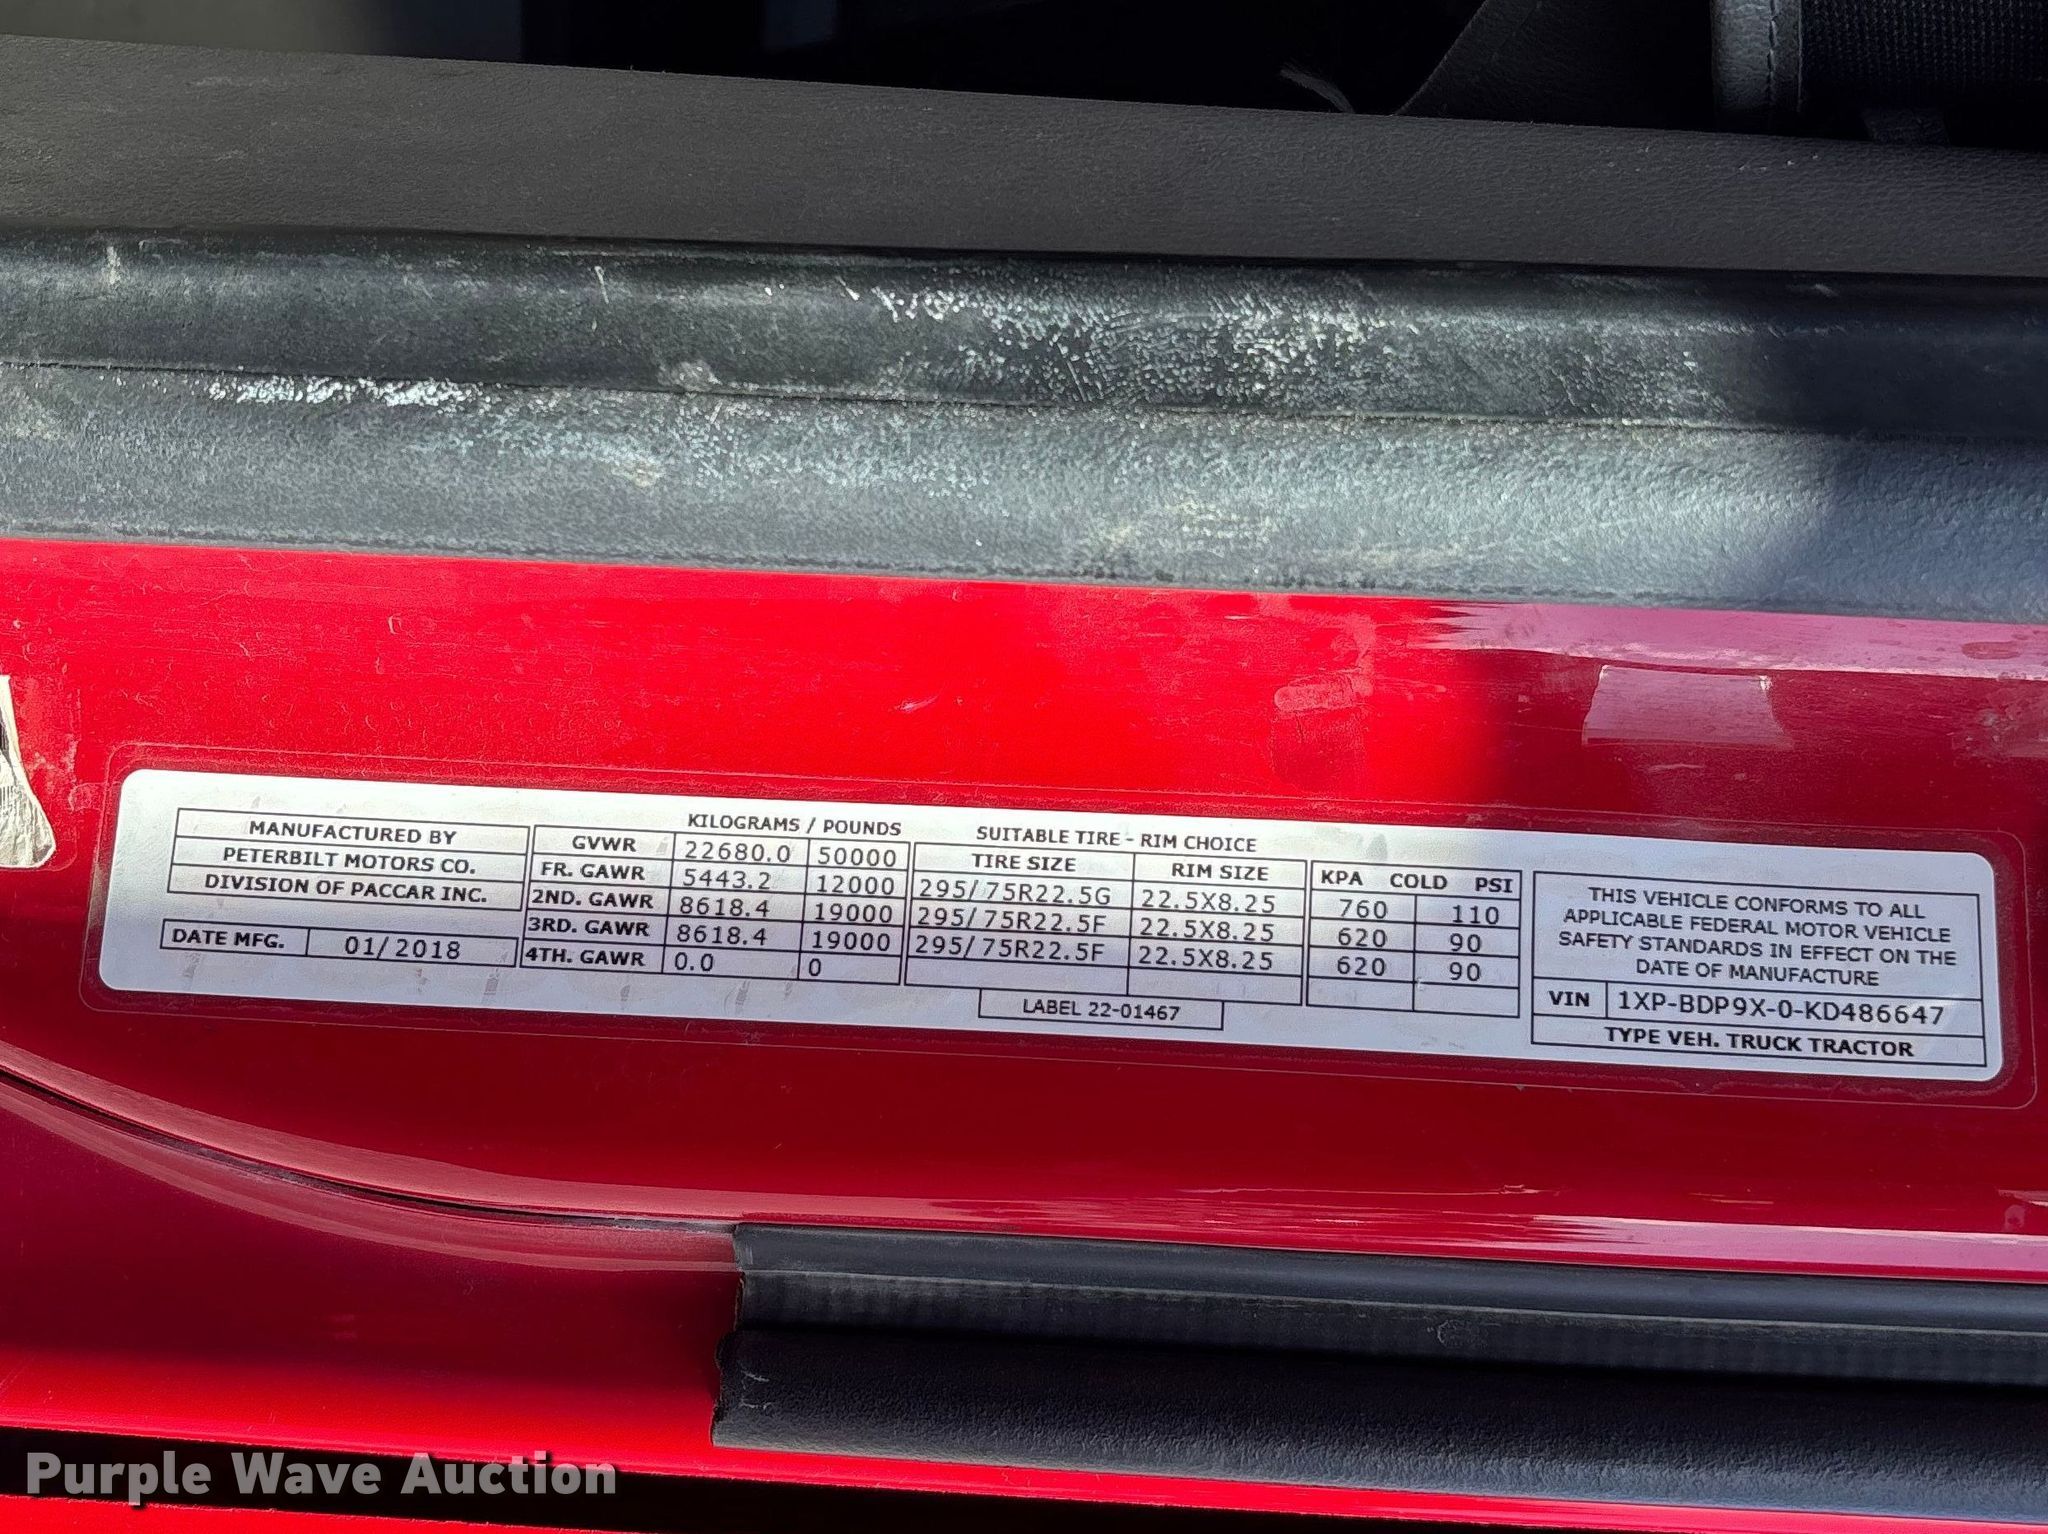 MANUFACTURED BY
PETERBILT MOTORS CO.
DIVISION OF PACCAR INC.
DATE MFG. 01/2018
KILOGRAMS / POUNDS
GVWR 22680.0 50000
FR. GAWR 5443.2 12000
2ND. GAWR 8618.4 19000
3RD. GAWR 8618.4 19000
4TH. GAWR 0.0 0
SUITABLE TIRE - RIM CHOICE
TIRE SIZE RIM SIZE KPA COLD PSI
295/75R22.5G 22.5X8.25 760 110
295/75R22.5F 22.5X8.25 620 90
295/75R22.5F 22.5X8.25 620 90
LABEL 22-01467
THIS VEHICLE CONFORMS TO ALL
APPLICABLE FEDERAL MOTOR VEHICLE
SAFETY STANDARDS IN EFFECT ON THE
DATE OF MANUFACTURE
VIN 1XP-BDP9X-0-KD486647
TYPE VEH. TRUCK TRACTOR
Purple Wave Auction